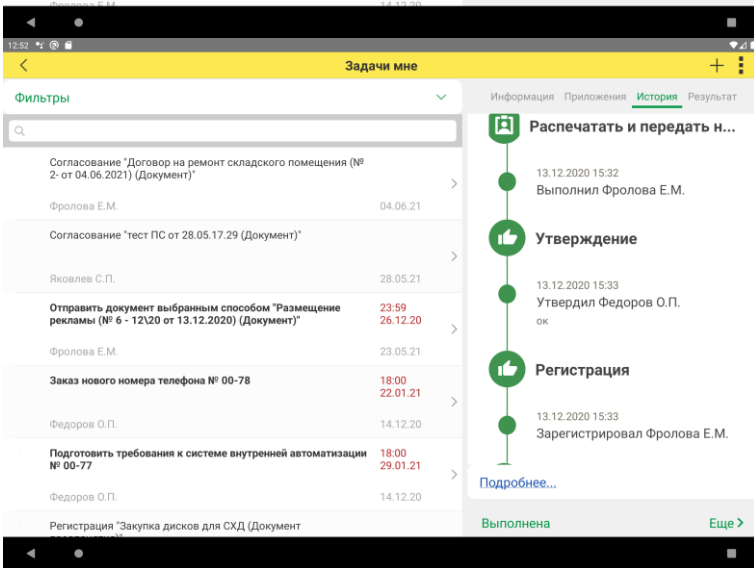 Фролова Е.М. 14.12.20
12:52
Задачи мне
Фильтры
Согласование "Договор на ремонт складского помещения (№
2- от 04.06.2021) (Документ)"
Фролова Е.М. 04.06.21
Согласование "тест ПС от 28.05.17.29 (Документ)"
Яковлев С.П. 28.05.21
Отправить документ выбранным способом "Размещение 23:59
рекламы (№ 6 - 12\20 от 13.12.2020) (Документ)" 26.12.20
Фролова Е.М. 23.05.21
Заказ нового номера телефона № 00-78 18:00
22.01.21
Федоров О.П. 14.12.20
Подготовить требования к системе внутренней автоматизации 18:00
№ 00-77 29.01.21
Федоров О.П. 14.12.20
Регистрация "Закупка дисков для СХД (Документ
Информация Приложения История Результат
Распечатать и передать н...
13.12.2020 15:32
Выполнил Фролова Е.М.
Утверждение
13.12.2020 15:33
Утвердил Федоров О.П.
ок
Регистрация
13.12.2020 15:33
Зарегистрировал Фролова Е.М.
Подробнее...
Выполнена Еще